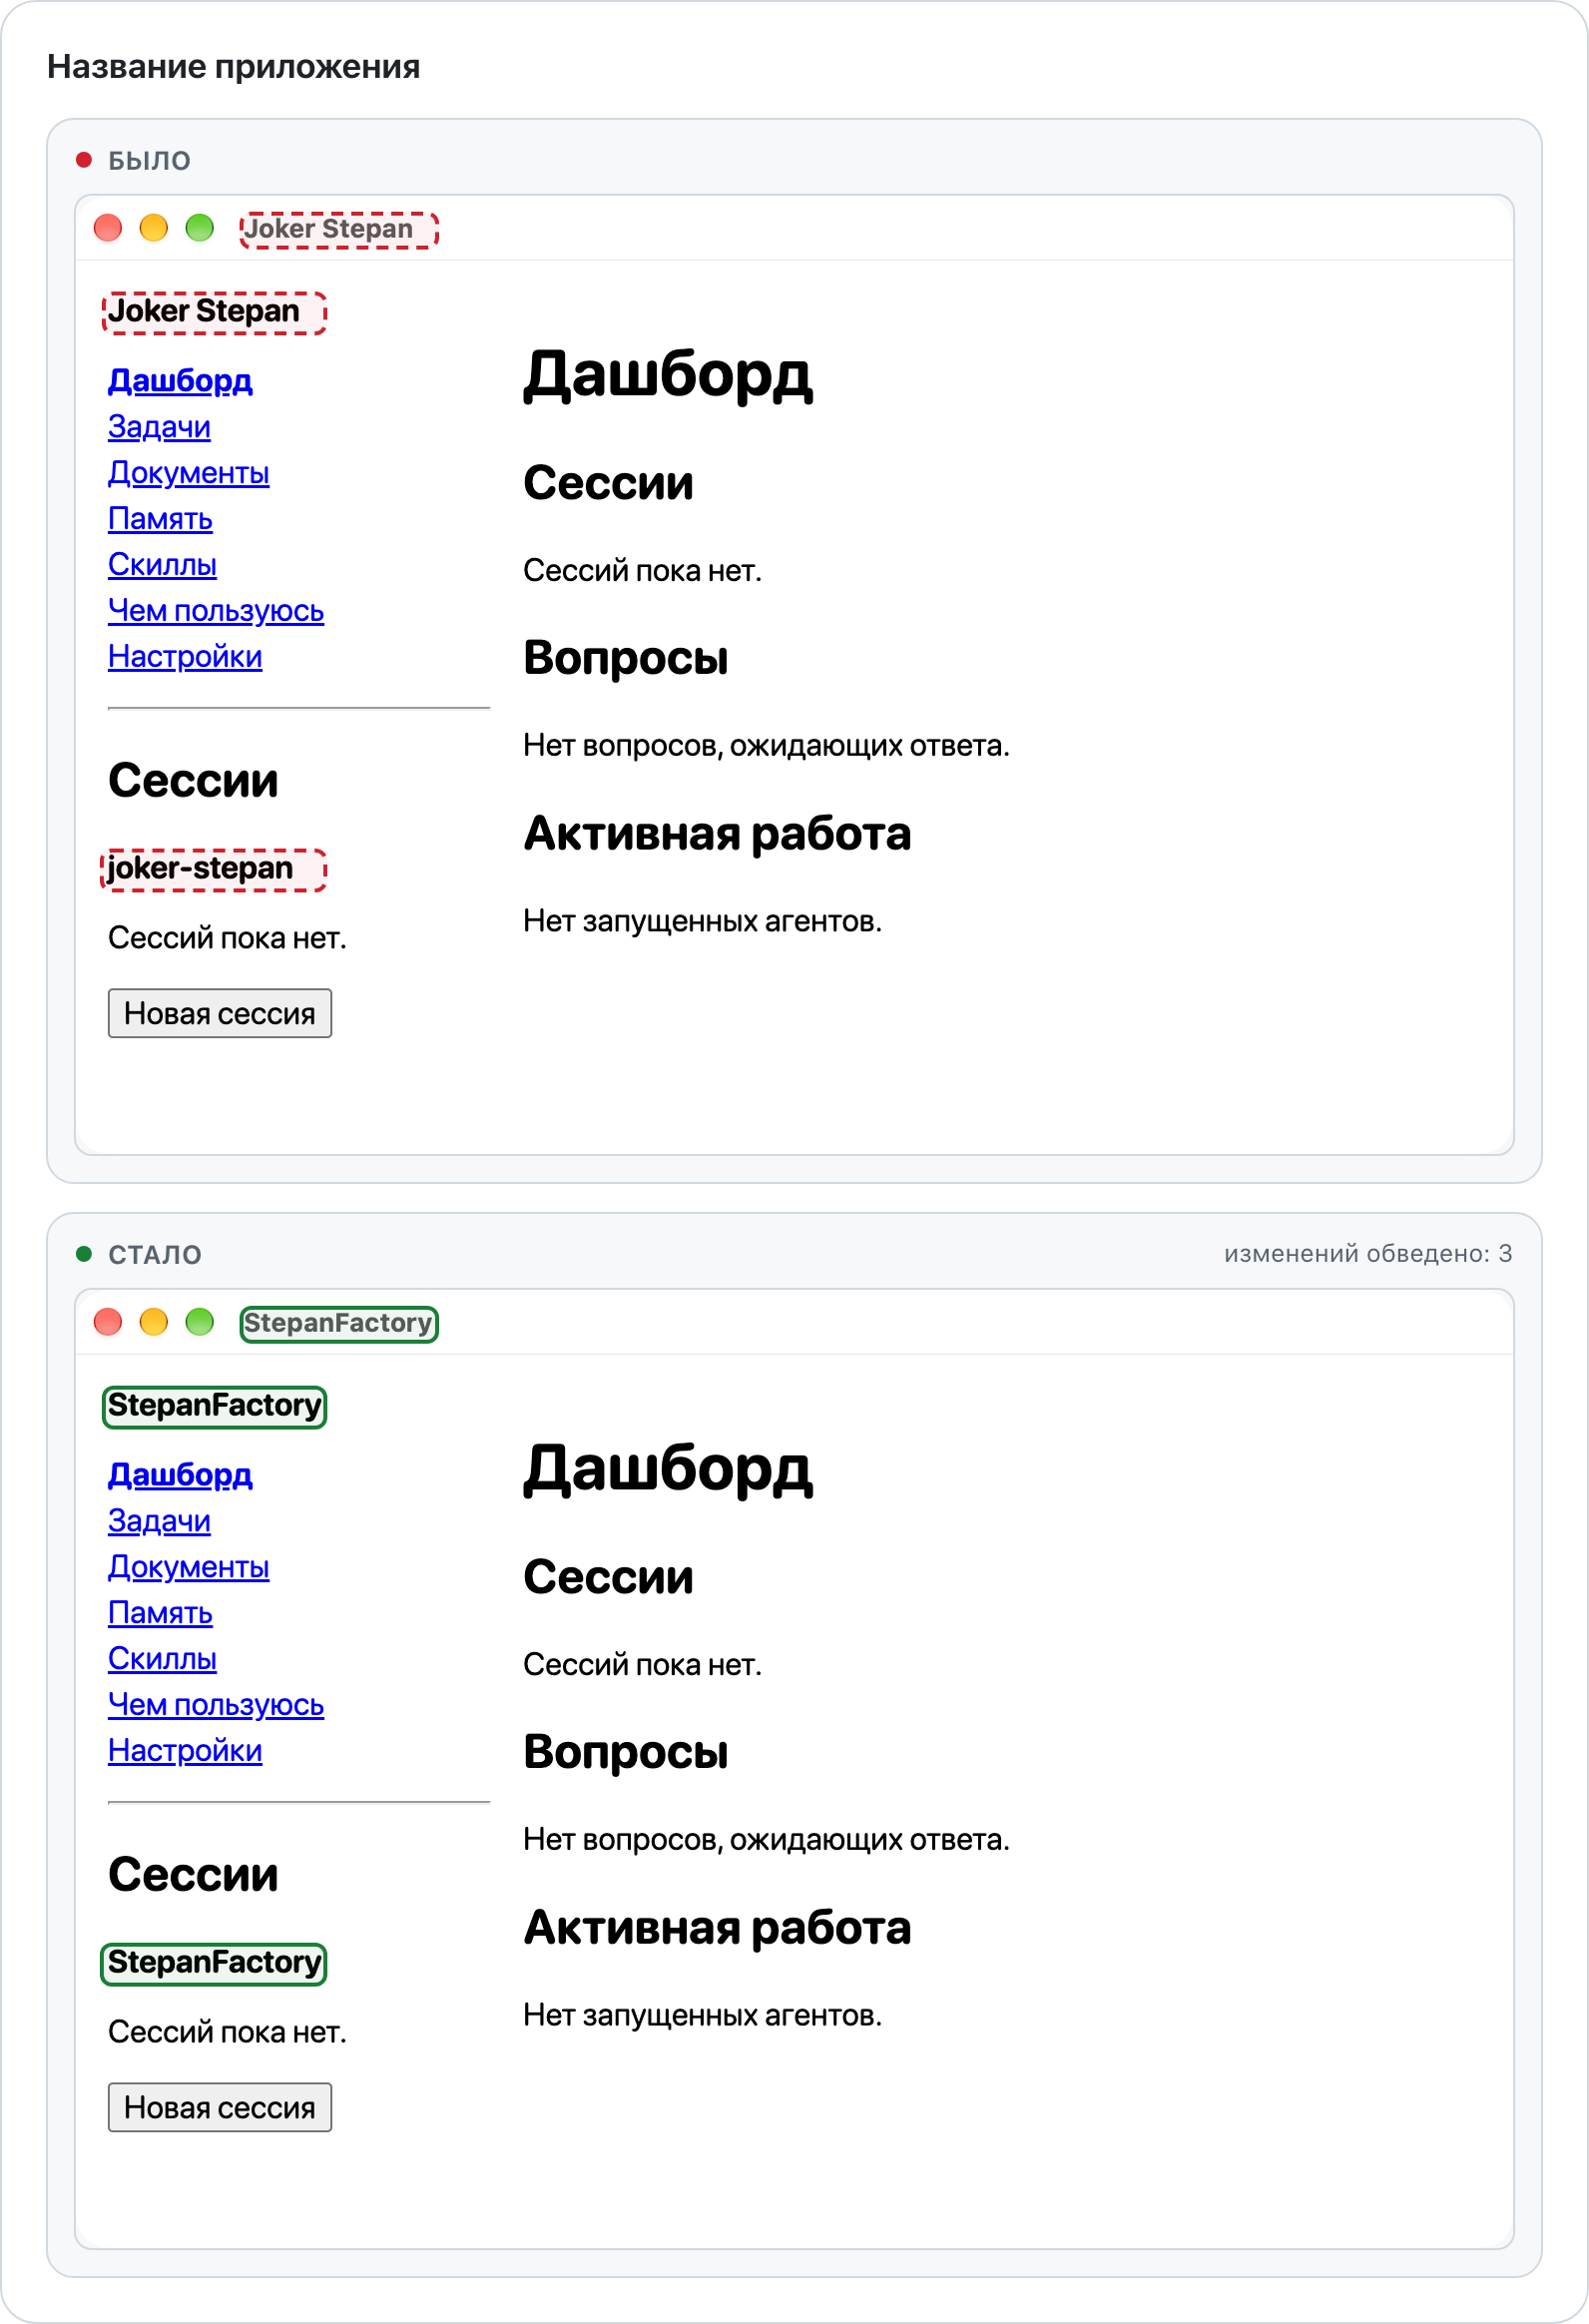 Название приложения
БЫЛО
Joker Stepan
Joker Stepan
Дашборд
Задачи
Документы
Память
Скиллы
Чем пользуюсь
Настройки
Сессии
joker-stepan
Сессий пока нет.
Новая сессия
Дашборд
Сессии
Сессий пока нет.
Вопросы
Нет вопросов, ожидающих ответа.
Активная работа
Нет запущенных агентов.
СТАЛО
изменений обведено: 3
StepanFactory
StepanFactory
Дашборд
Задачи
Документы
Память
Скиллы
Чем пользуюсь
Настройки
Сессии
StepanFactory
Сессий пока нет.
Новая сессия
Дашборд
Сессии
Сессий пока нет.
Вопросы
Нет вопросов, ожидающих ответа.
Активная работа
Нет запущенных агентов.